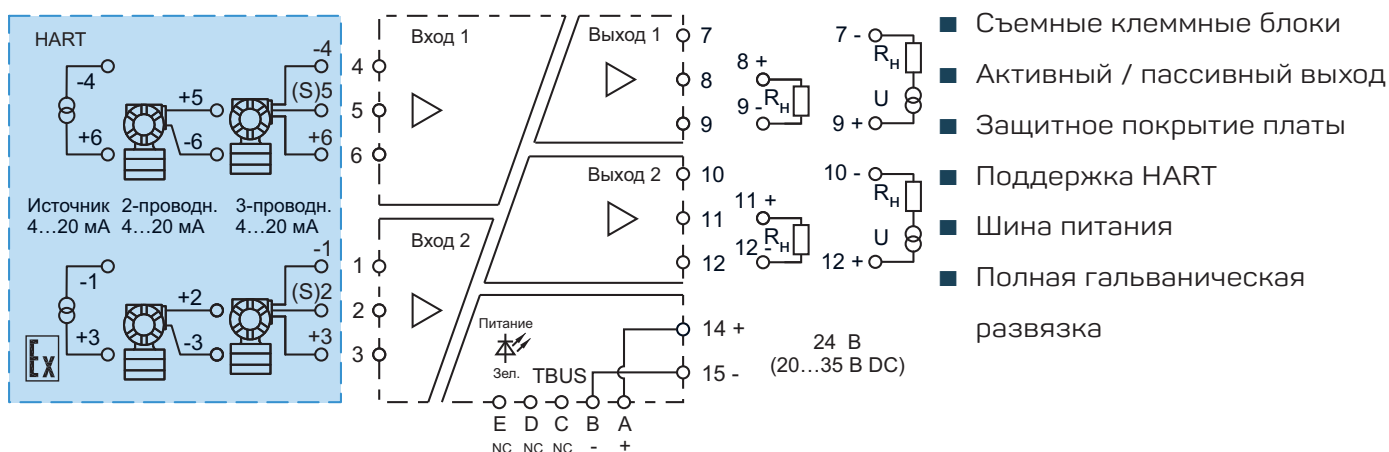 HART
-4
+6
+5
-6
-4
(S)5
+6
Источник 2-проводн. 3-проводн.
4...20 мА 4...20 мА 4...20 мА
-1
+3
+2
-3
-1
(S)2
+3
Ex
Вход 1
4
5
6
Вход 2
1
2
3
Выход 1
7
8
9
Выход 2
10
11
12
8 +
9 -
Rн
7 -
Rн
U
9 +
11 +
12 -
Rн
10 -
Rн
U
12 +
Питание
Зел.
TBUS
14 +
15 -
24 В
(20...35 В DC)
E D C B A
NC NC NC - +
Съемные клеммные блоки
Активный / пассивный выход
Защитное покрытие платы
Поддержка HART
Шина питания
Полная гальваническая
развязка